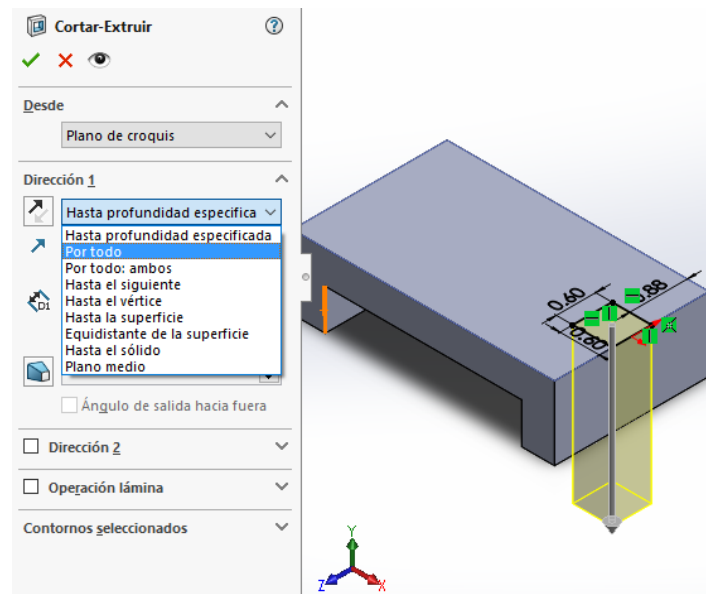 Cortar-Extruir
Desde
Plano de croquis
Dirección 1
Hasta profundidad especifica
Hasta profundidad especificada
Por todo
Por todo: ambos
Hasta el siguiente
Hasta el vértice
Hasta la superficie
Equidistante de la superficie
Hasta el sólido
Plano medio
D1
Ángulo de salida hacia fuera
Dirección 2
Operación lámina
Contornos seleccionados
0.60
0.80
Y
Z
X